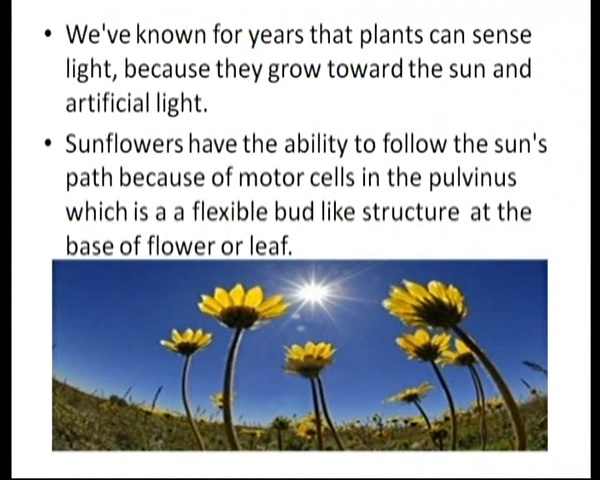 • We've known for years that plants can sense
light, because they grow toward the sun and
artificial light.
• Sunflowers have the ability to follow the sun's
path because of motor cells in the pulvinus
which is a a flexible bud like structure at the
base of flower or leaf.